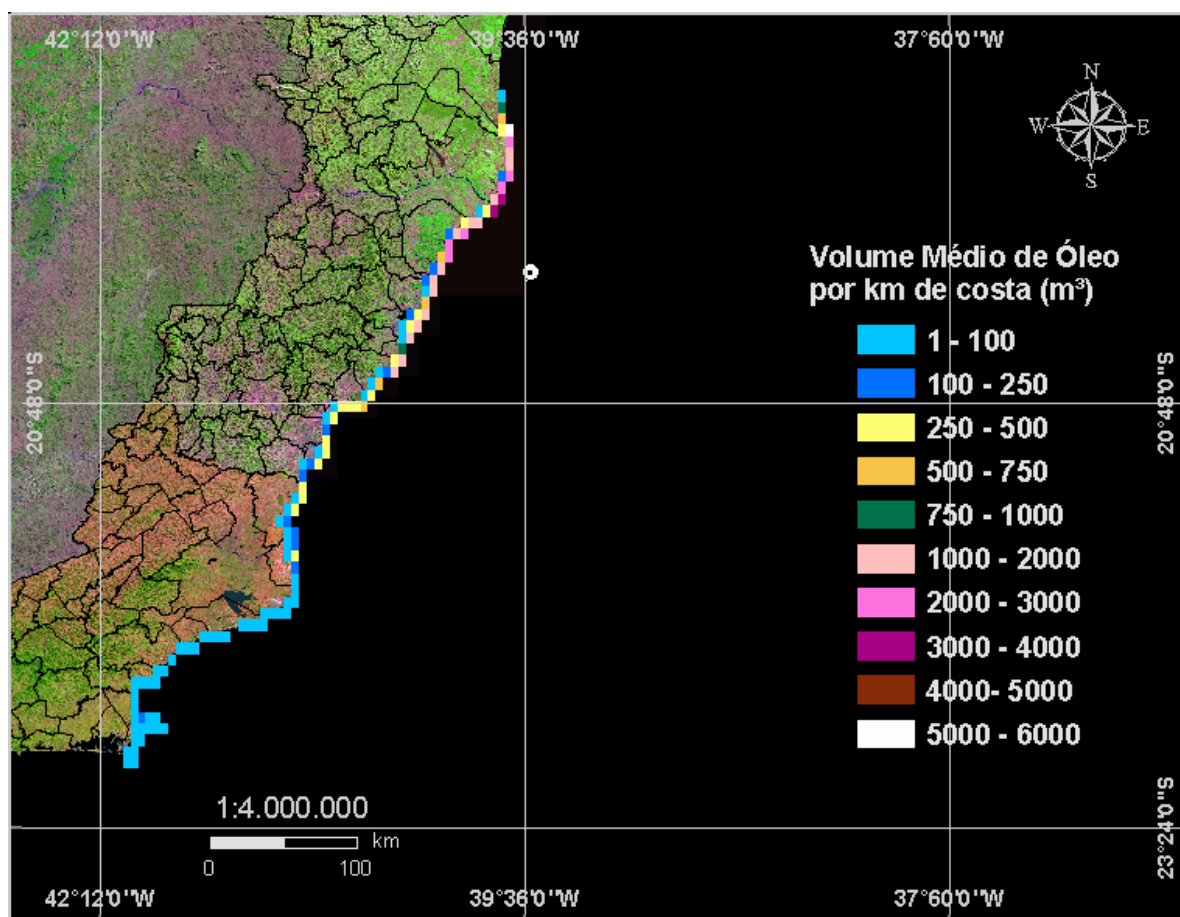 42°12'0"W
39°36'0"W
37°60'0"W
N
W
E
S
Volume Médio de Óleo
por km de costa (m³)
1 - 100
100 - 250
250 - 500
500 - 750
750 - 1000
1000 - 2000
2000 - 3000
3000 - 4000
4000- 5000
5000 - 6000
20°48'0"S
20°48'0"S
1:4.000.000
km
0
100
23°24'0"S
42°12'0"W
39°36'0"W
37°60'0"W